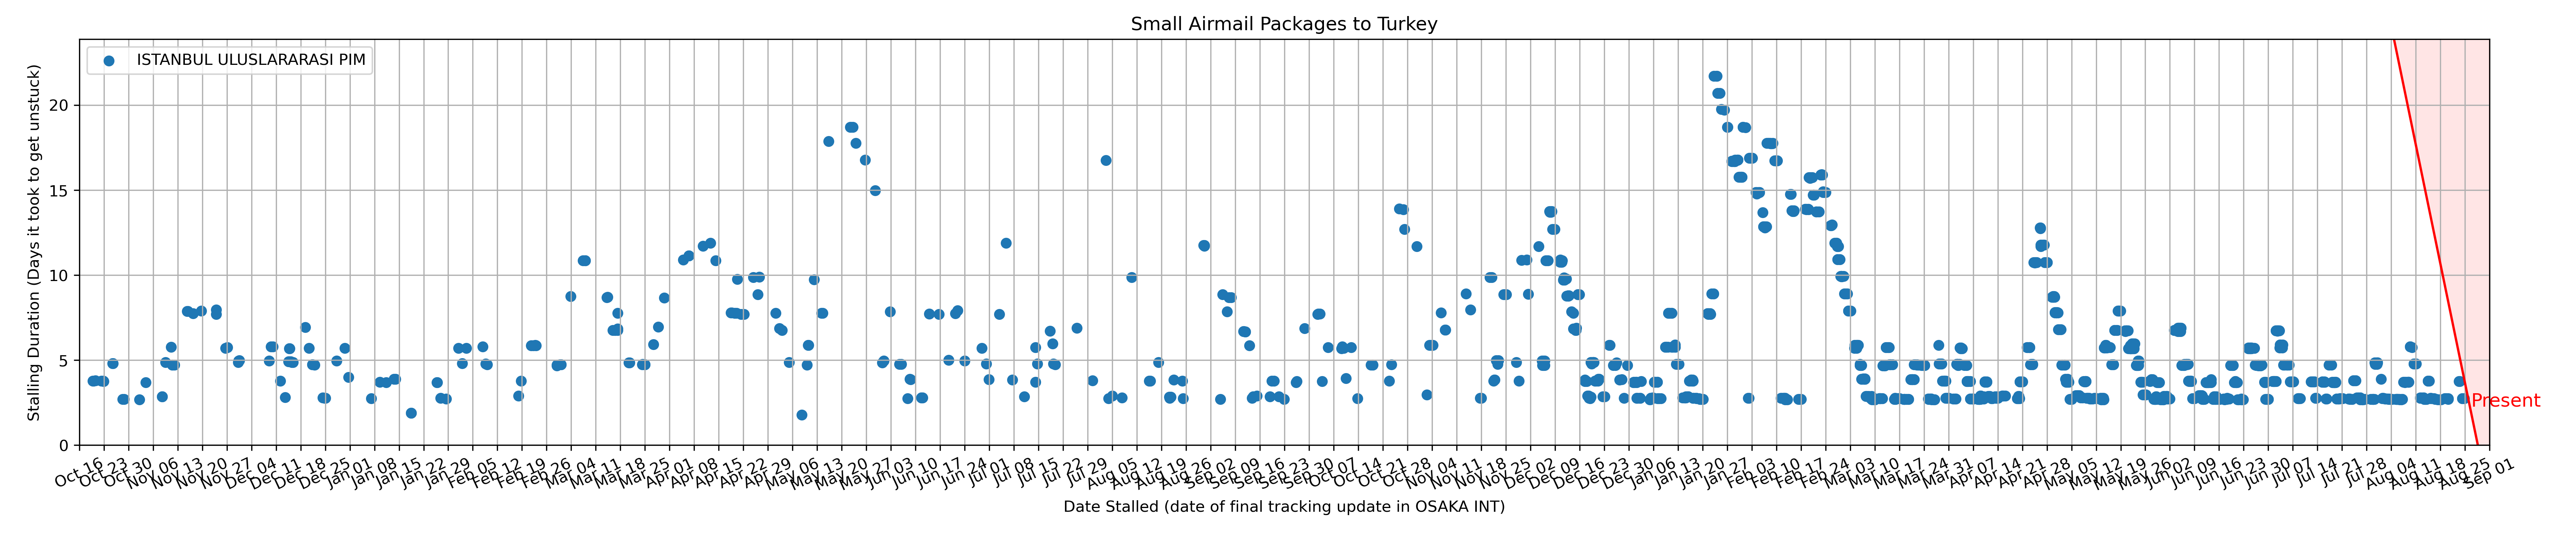 Small Airmail Packages to Turkey
ISTANBUL ULUSLARARASI PIM
Stalling Duration (Days it took to get unstuck)
20
15
10
5
0
Present
Oct 16
Oct 23
Oct 30
Nov 06
Nov 13
Nov 20
Nov 27
Dec 04
Dec 11
Dec 18
Dec 25
Jan 01
Jan 08
Jan 15
Jan 22
Jan 29
Feb 05
Feb 12
Feb 19
Feb 26
Mar 04
Mar 11
Mar 18
Mar 25
Apr 01
Apr 08
Apr 15
Apr 22
Apr 29
May 06
May 13
May 20
May 27
Jun 03
Jun 10
Jun 17
Jun 24
Jul 01
Jul 08
Jul 15
Jul 22
Jul 29
Aug 05
Aug 12
Aug 19
Aug 26
Sep 02
Sep 09
Sep 16
Sep 23
Sep 30
Oct 07
Oct 14
Oct 21
Oct 28
Nov 04
Nov 11
Nov 18
Nov 25
Dec 02
Dec 09
Dec 16
Dec 23
Dec 30
Jan 06
Jan 13
Jan 20
Jan 27
Feb 03
Feb 10
Feb 17
Feb 24
Mar 03
Mar 10
Mar 17
Mar 24
Mar 31
Apr 07
Apr 14
Apr 21
Apr 28
May 05
May 12
May 19
May 26
Jun 02
Jun 09
Jun 16
Jun 23
Jun 30
Jul 07
Jul 14
Jul 21
Jul 28
Aug 04
Aug 11
Aug 18
Aug 25
Sep 01
Date Stalled (date of final tracking update in OSAKA INT)